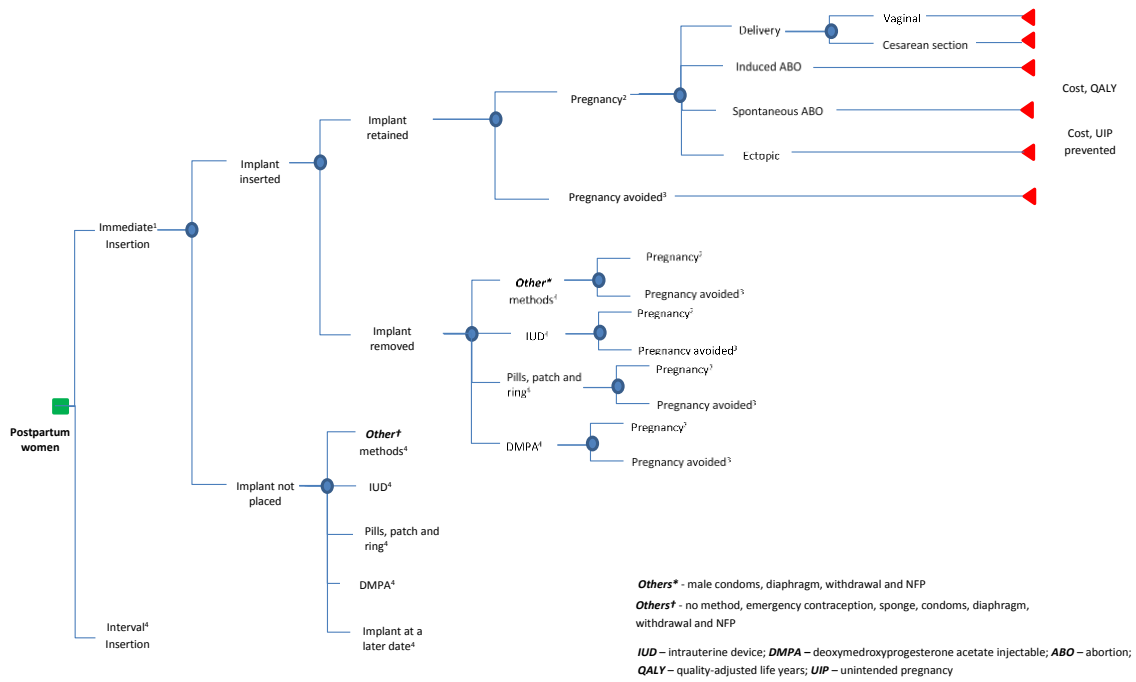 Vaginal
Delivery
Cesarean section
Induced ABO
Cost, QALY
Pregnancy²
Spontaneous ABO
Implant
retained
Cost, UIP
prevented
Ectopic
Implant
inserted
Pregnancy avoided³
Immediate¹
Insertion
Pregnancy²
Other*
methods⁴
Pregnancy avoided³
Pregnancy²
Implant
removed
IUD⁴
Pregnancy avoided³
Pregnancy²
Pills, patch and
ring⁴
Pregnancy avoided³
Pregnancy²
DMPA⁴
Pregnancy avoided³
Postpartum
women
Other†
methods⁴
Implant not
placed
IUD⁴
Pills, patch and
ring⁴
DMPA⁴
Implant at a
later date⁴
Interval⁴
Insertion
Others* - male condoms, diaphragm, withdrawal and NFP
Others† - no method, emergency contraception, sponge, condoms, diaphragm,
withdrawal and NFP
IUD – intrauterine device; DMPA – deoxymedroxyprogesterone acetate injectable; ABO – abortion;
QALY – quality-adjusted life years; UIP – unintended pregnancy